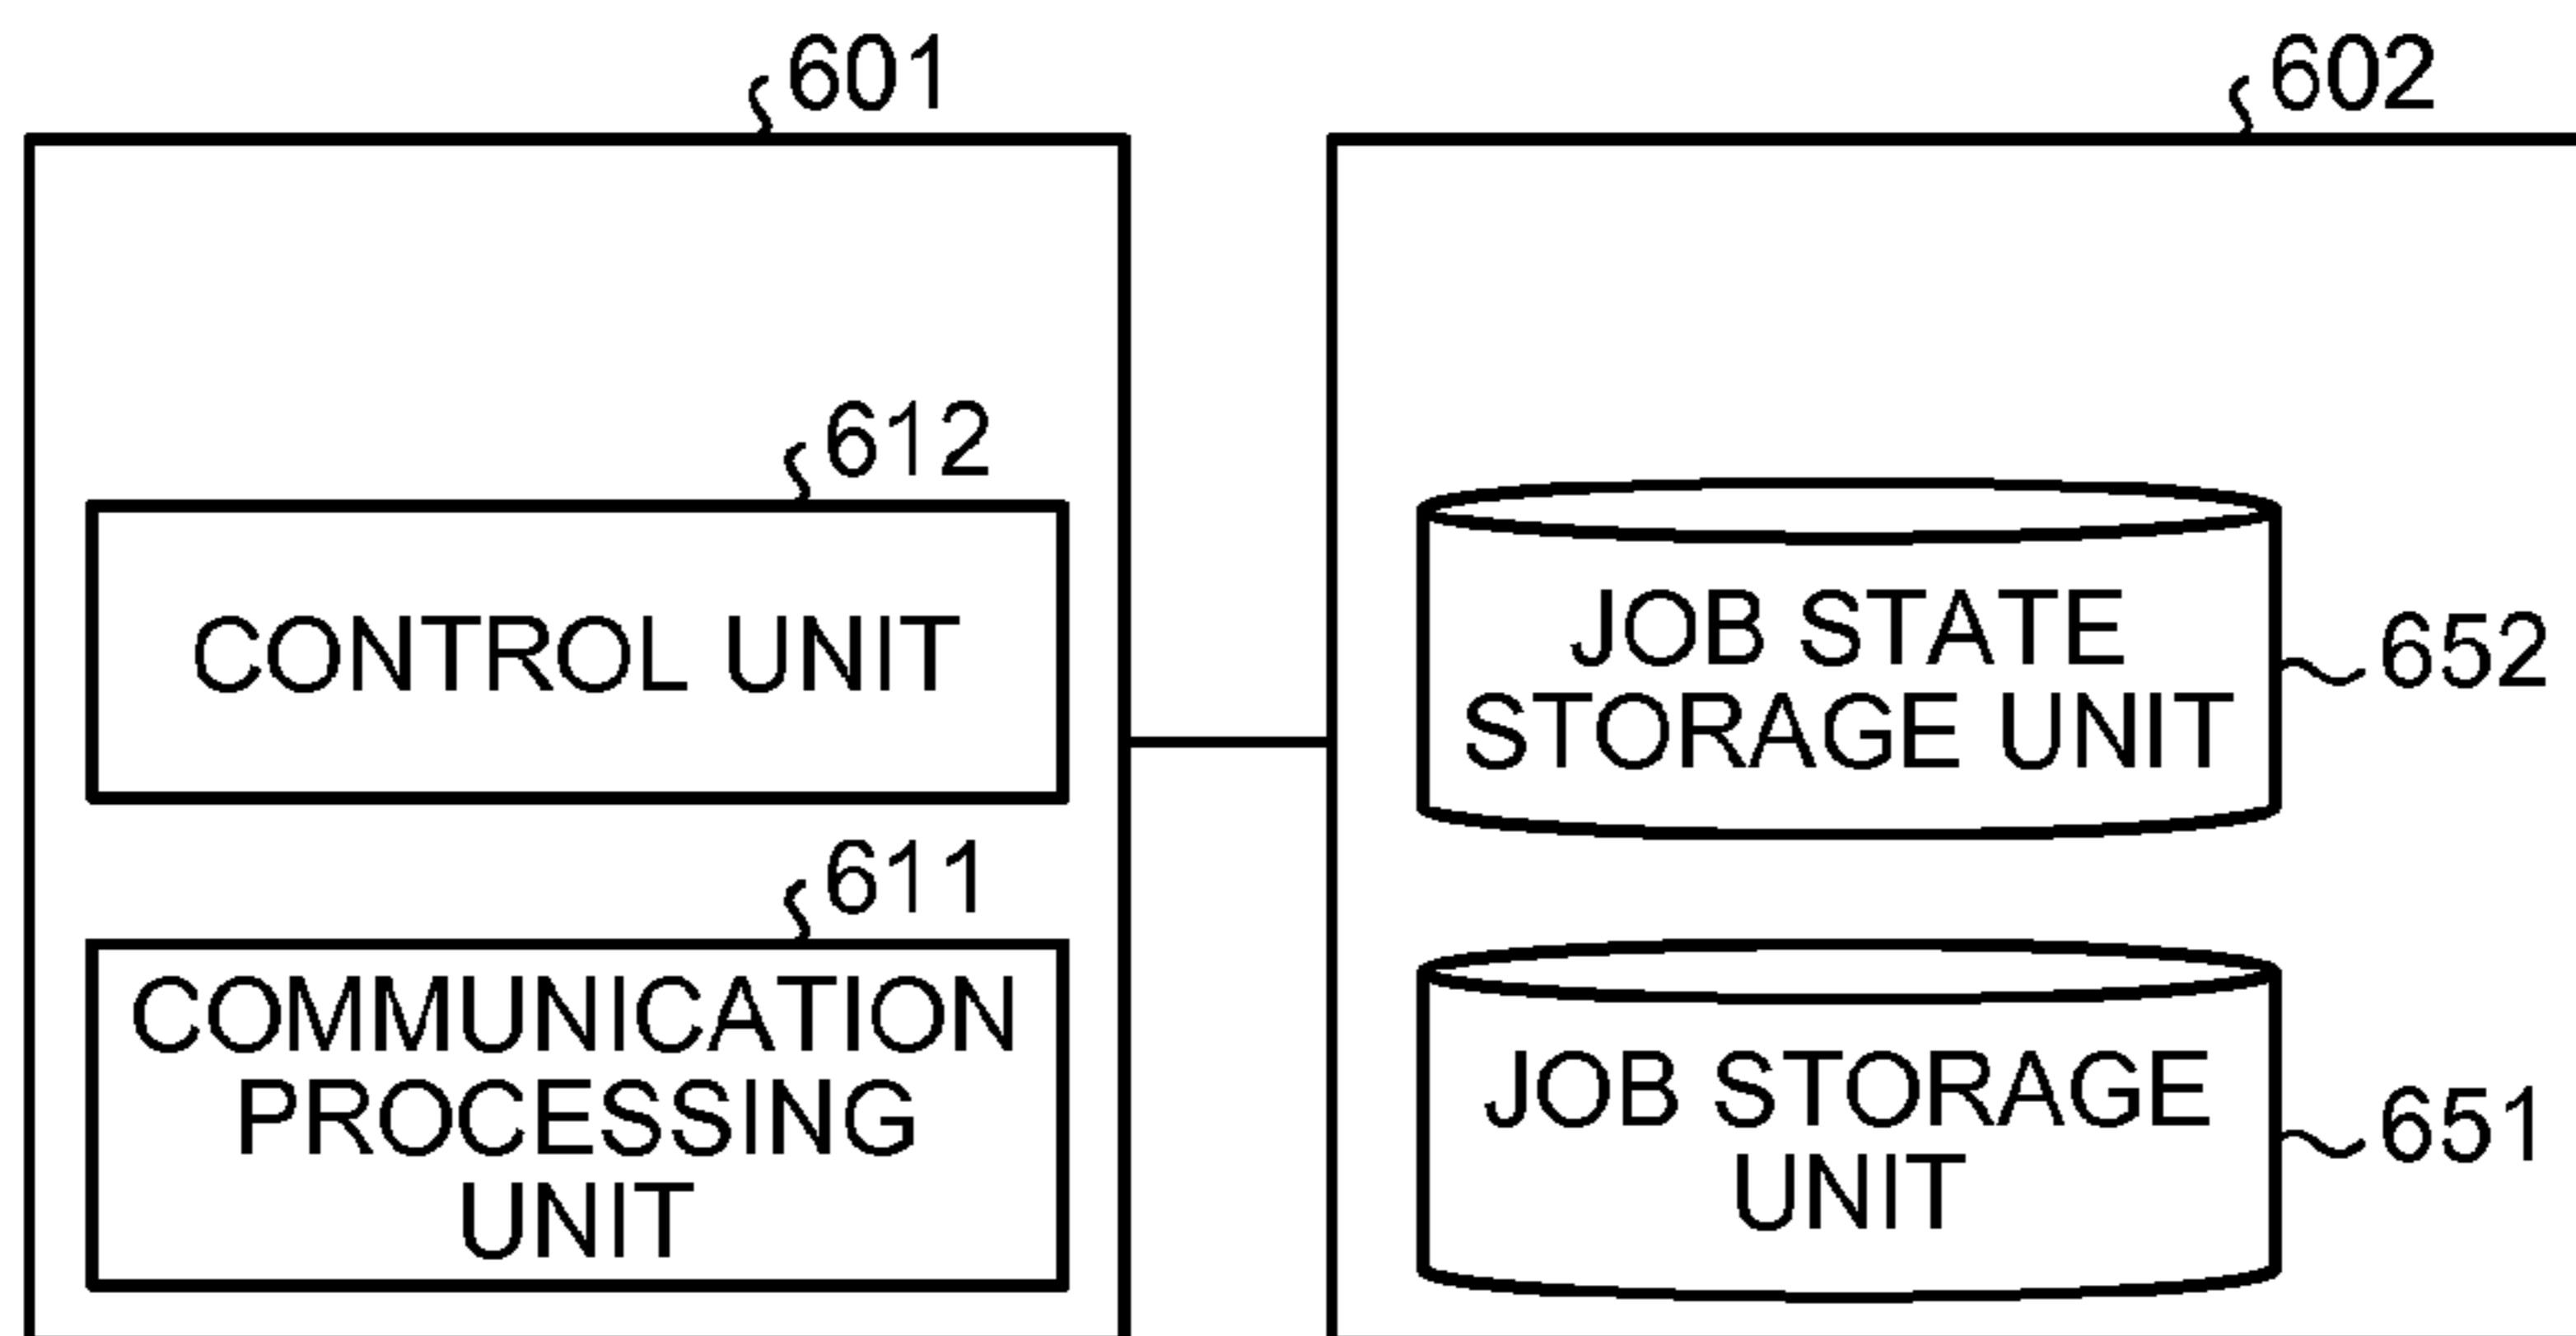 601
602
612
CONTROL UNIT
611
COMMUNICATION
PROCESSING
UNIT
JOB STATE
STORAGE UNIT
652
JOB STORAGE
UNIT
651